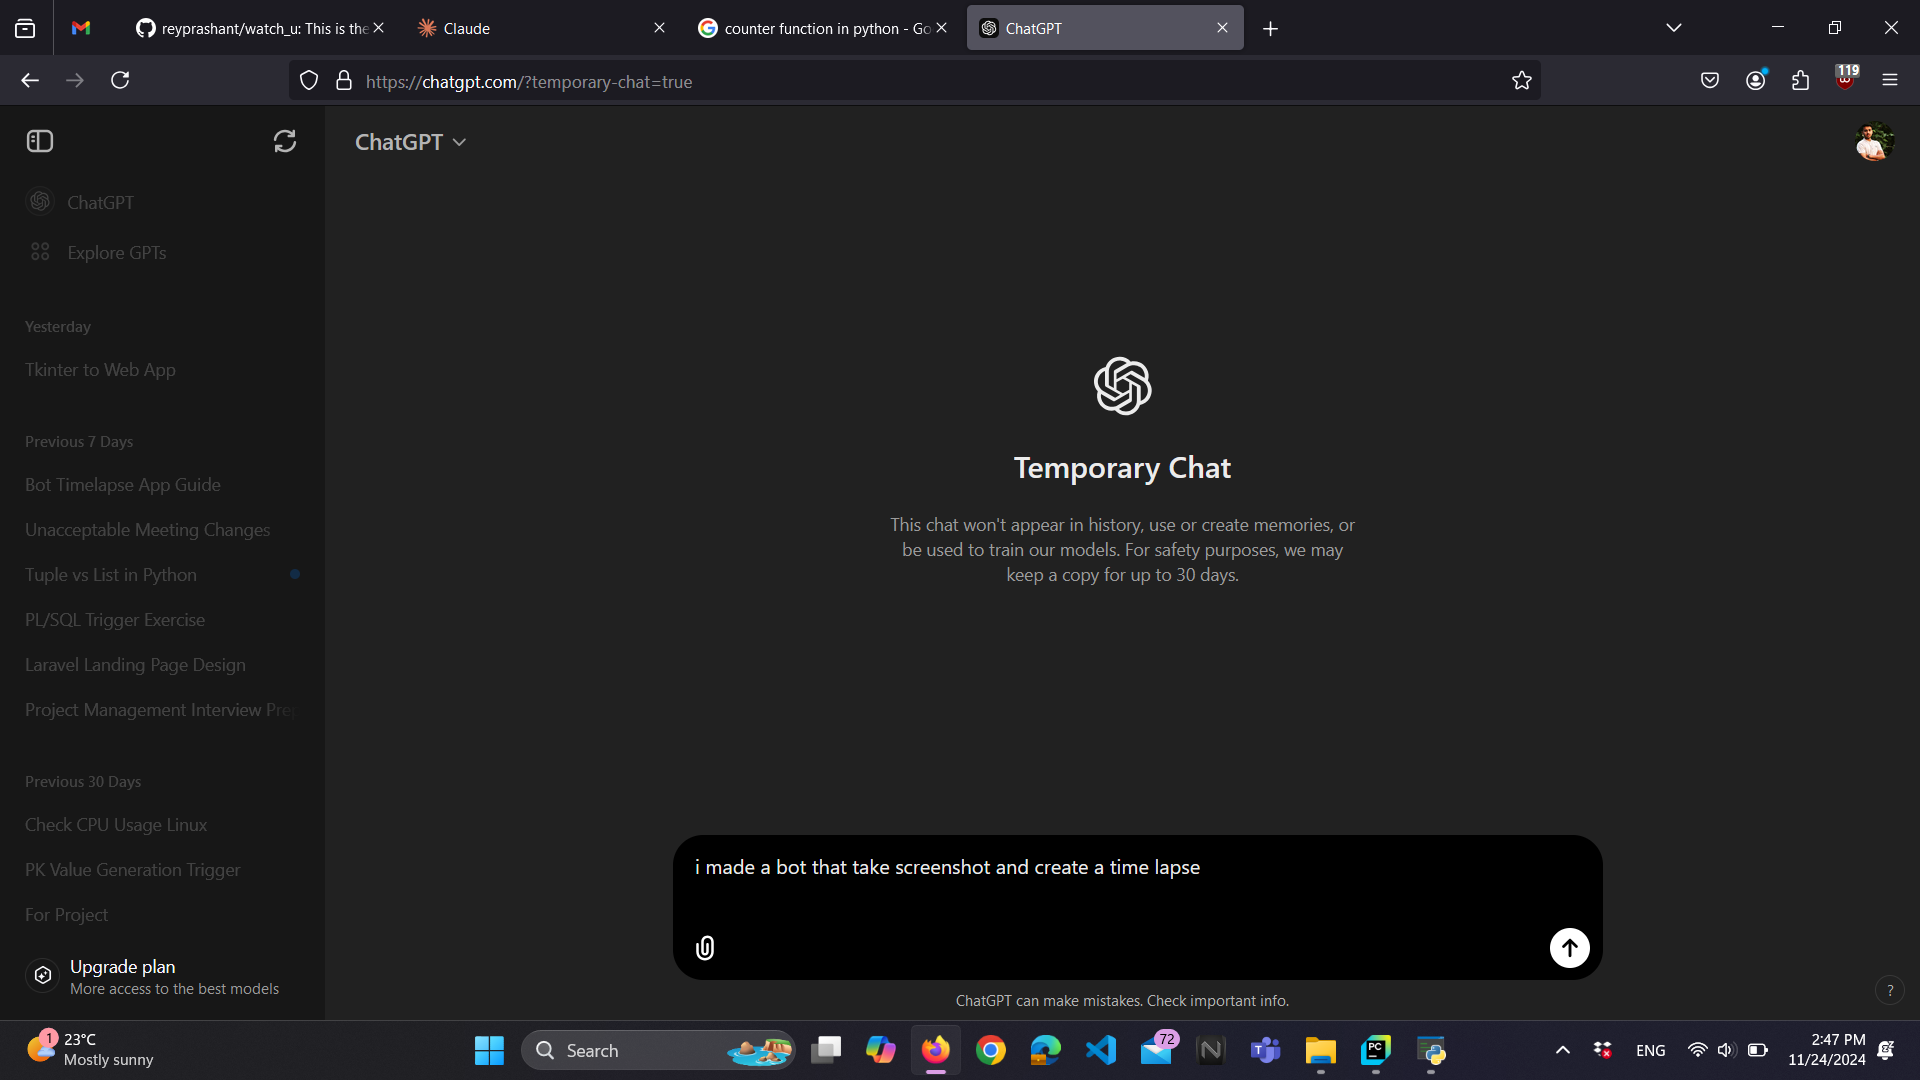 reyprashant/watch_u: This is the
Claude
counter function in python - Go
ChatGPT
https://chatgpt.com/?temporary-chat=true
119
ChatGPT
ChatGPT
Explore GPTs
Yesterday
Tkinter to Web App
Previous 7 Days
Bot Timelapse App Guide
Unacceptable Meeting Changes
Tuple vs List in Python
PL/SQL Trigger Exercise
Laravel Landing Page Design
Project Management Interview Prep
Previous 30 Days
Check CPU Usage Linux
PK Value Generation Trigger
For Project
Upgrade plan
More access to the best models
Temporary Chat
This chat won't appear in history, use or create memories, or
be used to train our models. For safety purposes, we may
keep a copy for up to 30 days.
i made a bot that take screenshot and create a time lapse
ChatGPT can make mistakes. Check important info.
?
1
23°C
Mostly sunny
Search
72
PC
ENG
2:47 PM
11/24/2024